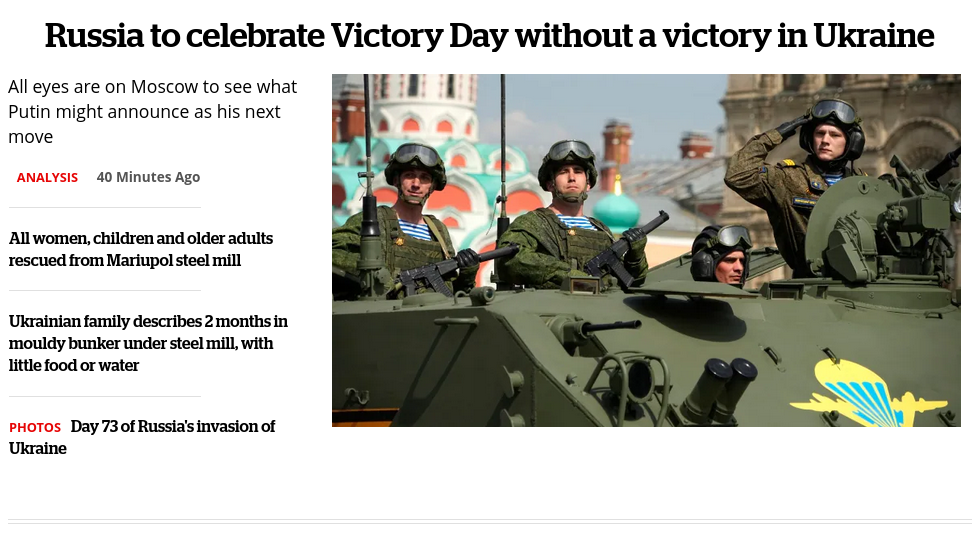 Russia to celebrate Victory Day without a victory in Ukraine
All eyes are on Moscow to see what
Putin might announce as his next
move
ANALYSIS 40 Minutes Ago
All women, children and older adults
rescued from Mariupol steel mill
Ukrainian family describes 2 months in
mouldy bunker under steel mill, with
little food or water
PHOTOS Day 73 of Russia's invasion of
Ukraine